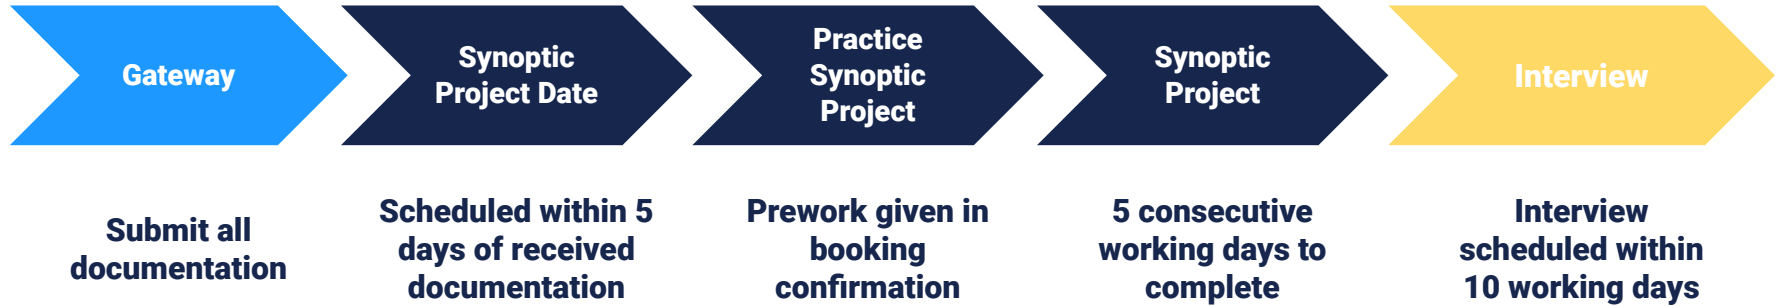 Gateway
Synoptic
Project Date
Practice
Synoptic
Project
Synoptic
Project
Interview
Submit all
documentation
Scheduled within 5
days of received
documentation
Prework given in
booking
confirmation
5 consecutive
working days to
complete
Interview
scheduled within
10 working days